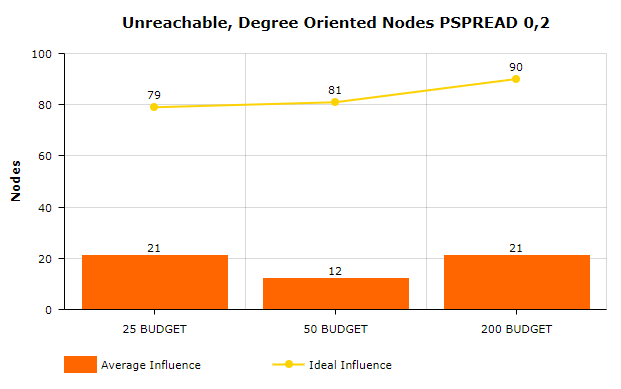 Unreachable, Degree Oriented Nodes PSPREAD 0,2
100
80
60
40
20
0
Nodes
79
81
90
21
12
21
25 BUDGET
50 BUDGET
200 BUDGET
Average Influence
Ideal Influence